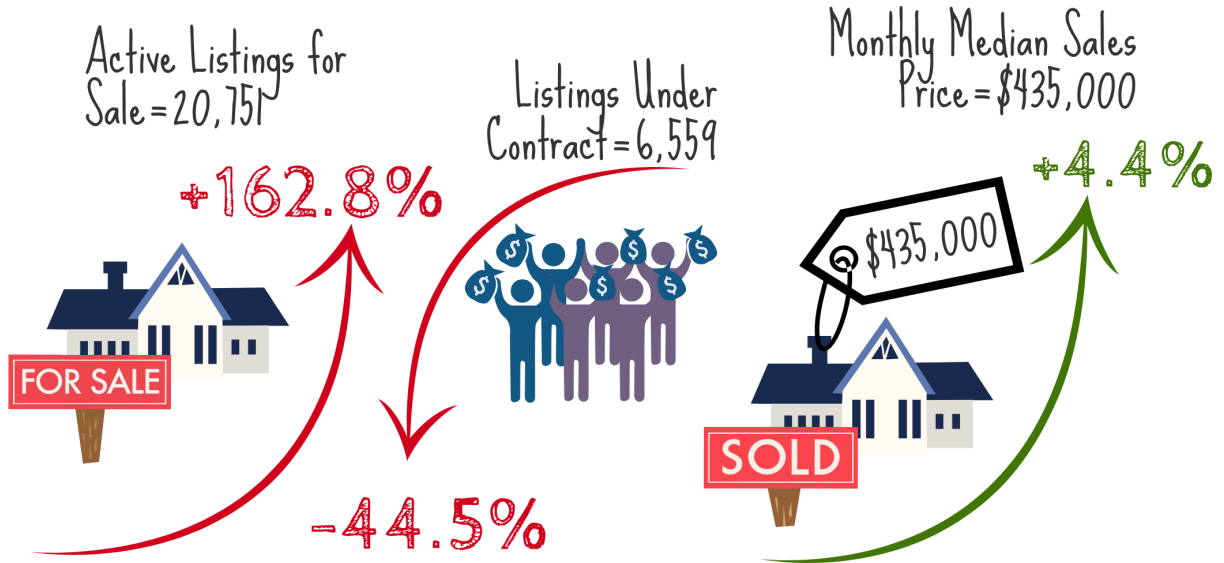 Active Listings for
Sale=20,751
+162.8%
FOR SALE
Listings Under
Contract=6,559
$
$
$
$
$
$
-44.5%
Monthly Median Sales
Price=$435,000
+4.4%
$435,000
SOLD